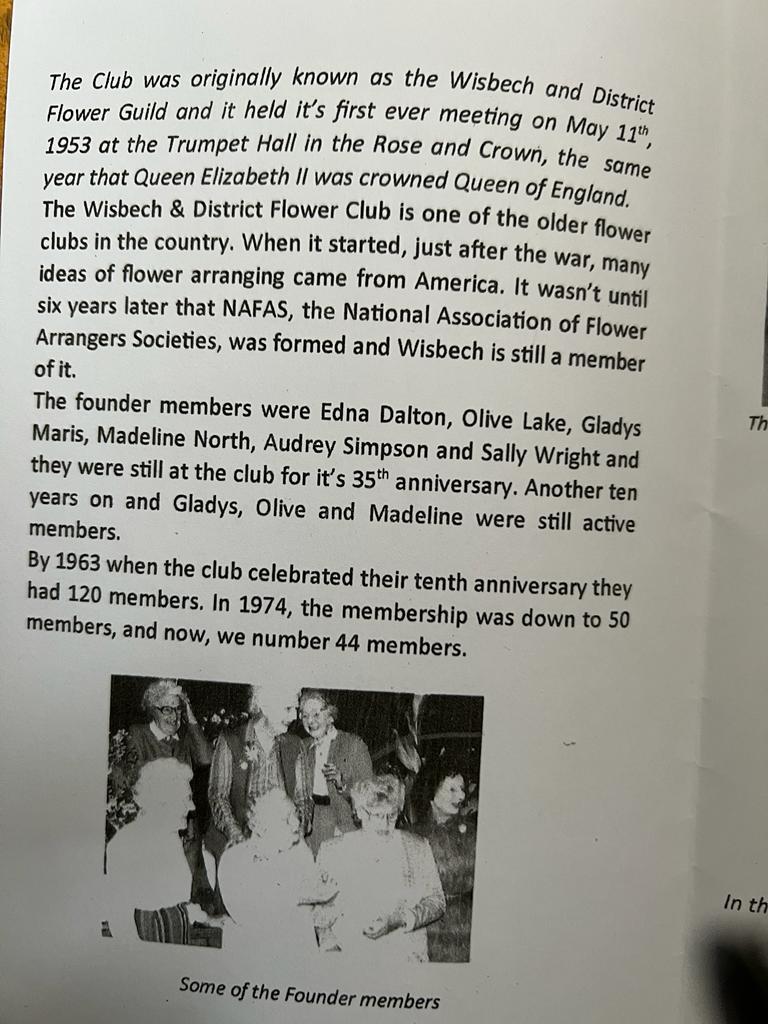 The Club was originally known as the Wisbech and District
Flower Guild and it held it's first ever meeting on May 11th,
1953 at the Trumpet Hall in the Rose and Crown, the same
year that Queen Elizabeth II was crowned Queen of England.
The Wisbech & District Flower Club is one of the older flower
clubs in the country. When it started, just after the war, many
ideas of flower arranging came from America. It wasn't until
six years later that NAFAS, the National Association of Flower
Arrangers Societies, was formed and Wisbech is still a member
of it.
The founder members were Edna Dalton, Olive Lake, Gladys
Maris, Madeline North, Audrey Simpson and Sally Wright and
they were still at the club for it's 35th anniversary. Another ten
years on and Gladys, Olive and Madeline were still active
members.
By 1963 when the club celebrated their tenth anniversary they
had 120 members. In 1974, the membership was down to 50
members, and now, we number 44 members.
Some of the Founder members
Th
In th